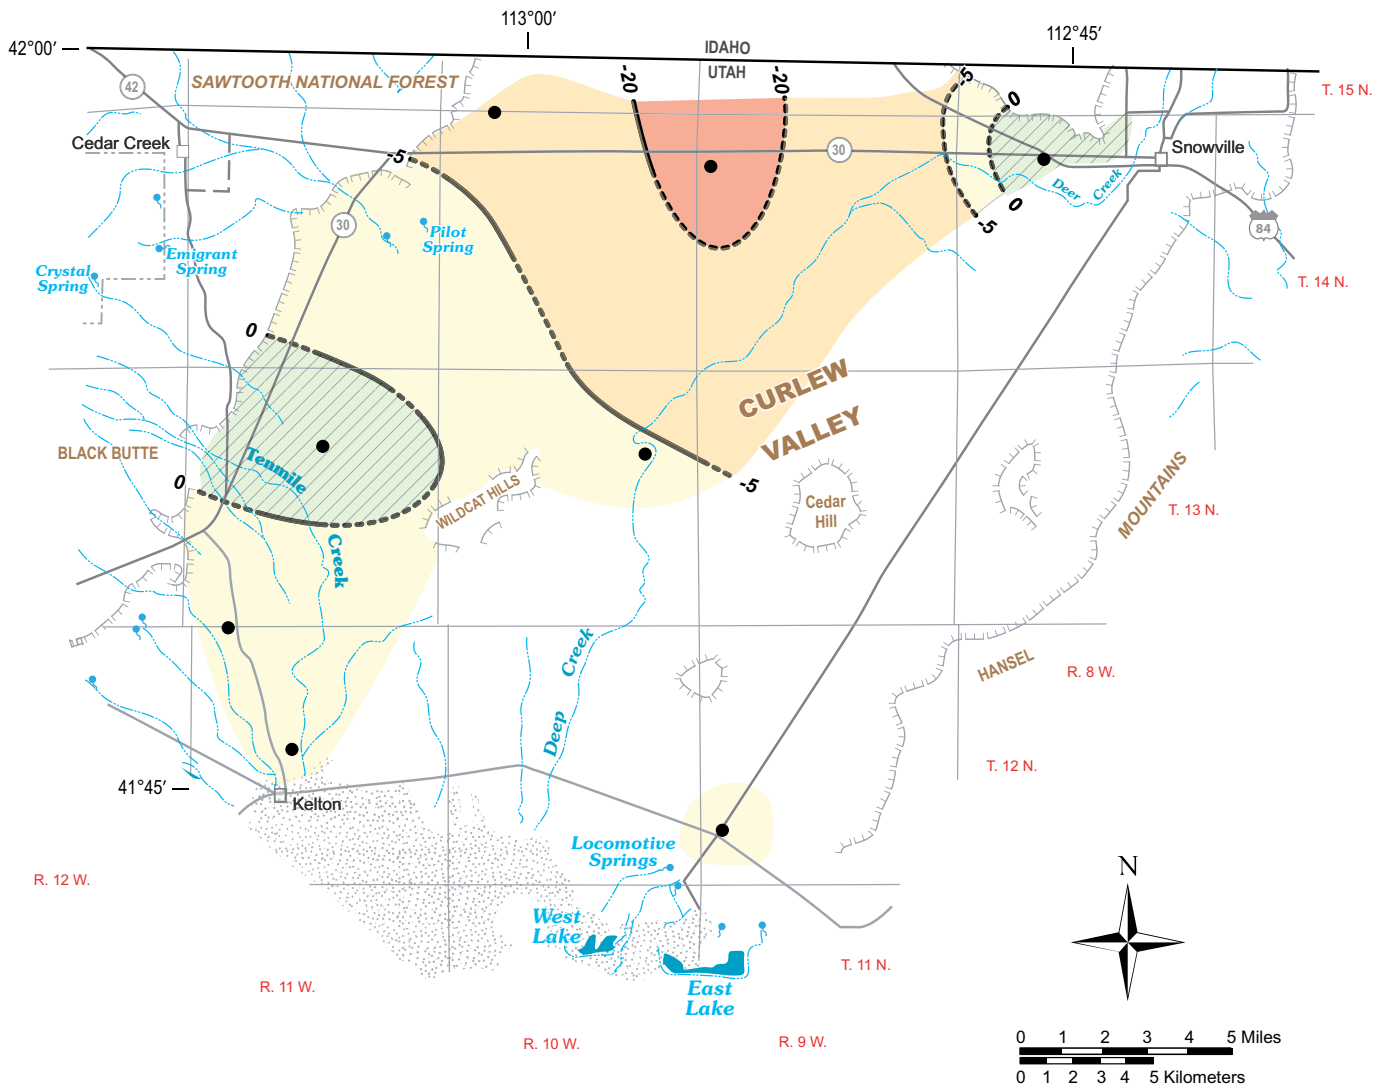 113°00′
112°45′
42°00′
IDAHO
UTAH
SAWTOOTH NATIONAL FOREST
-20
-20
-5
0
T. 15 N.
42
Cedar Creek
-5
30
Snowville
Deer
Creek
0
-5
30
Pilot
Spring
84
Emigrant
Spring
Crystal
Spring
T. 14 N.
0
CURLEW
VALLEY
BLACK BUTTE
Tenmile
Creek
0
WILDCAT HILLS
-5
Cedar
Hill
MOUNTAINS
T. 13 N.
Deep
Creek
HANSEL
R. 8 W.
T. 12 N.
41°45′
Kelton
Locomotive
Springs
R. 12 W.
N
West
Lake
T. 11 N.
R. 11 W.
East
Lake
R. 10 W.
R. 9 W.
0 1 2 3 4 5 Miles
0 1 2 3 4 5 Kilometers